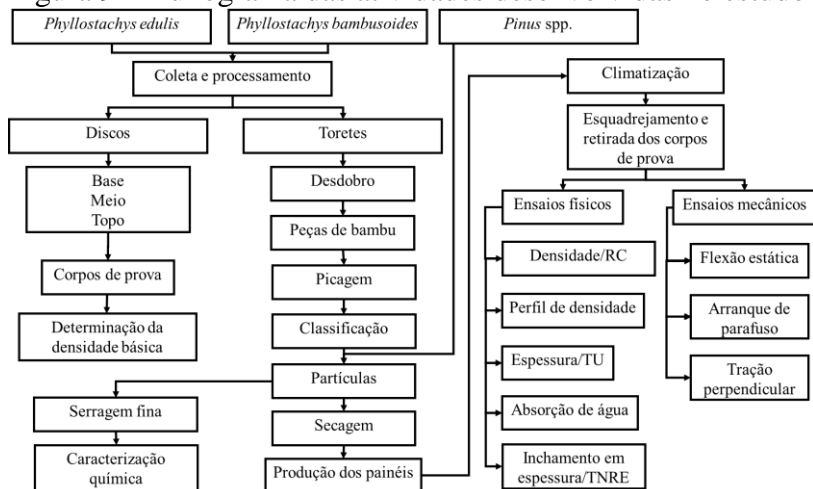 Phyllostachys edulis
Phyllostachys bambusoides
Pinus spp.
Coleta e processamento
Climatização
Discos
Toretes
Esquadrejamento e
retirada dos corpos
de prova
Base
Meio
Topo
Desdobro
Peças de bambu
Picagem
Classificação
Corpos de prova
Determinação da
densidade básica
Partículas
Serragem fina
Caracterização
química
Secagem
Produção dos painéis
Ensaios físicos
Densidade/RC
Perfil de densidade
Espessura/TU
Absorção de água
Inchamento em
espessura/TNRE
Ensaios mecânicos
Flexão estática
Arranque de
parafuso
Tração
perpendicular